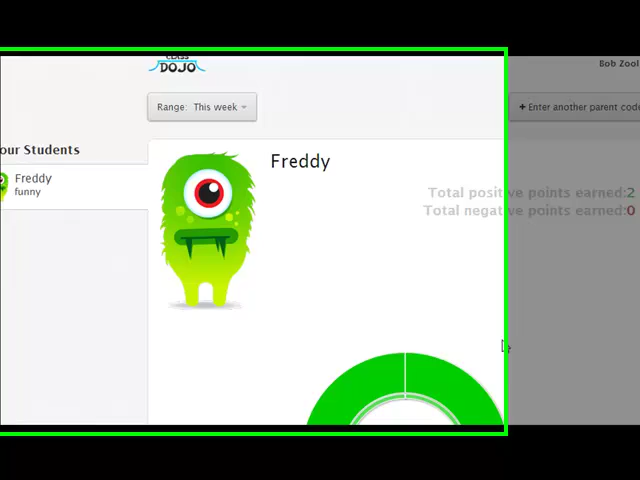 CLASS
DOJO
Bob Zool
Range: This week
+ Enter another parent code
our Students
Freddy
funny
Freddy
Total positive points earned:2
Total negative points earned:0